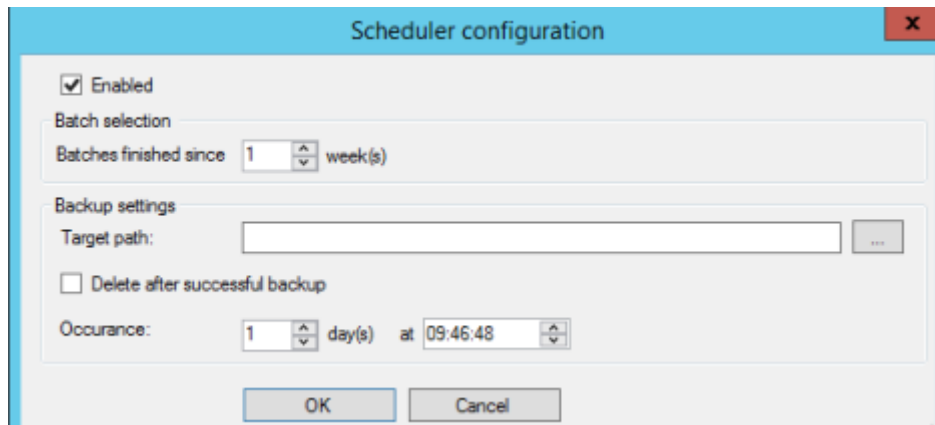 Scheduler configuration
Enabled
Batch selection
Batches finished since 1 week(s)
Backup settings
Target path: ...
Delete after successful backup
Occurance: 1 day(s) at 09:46:48
OK Cancel